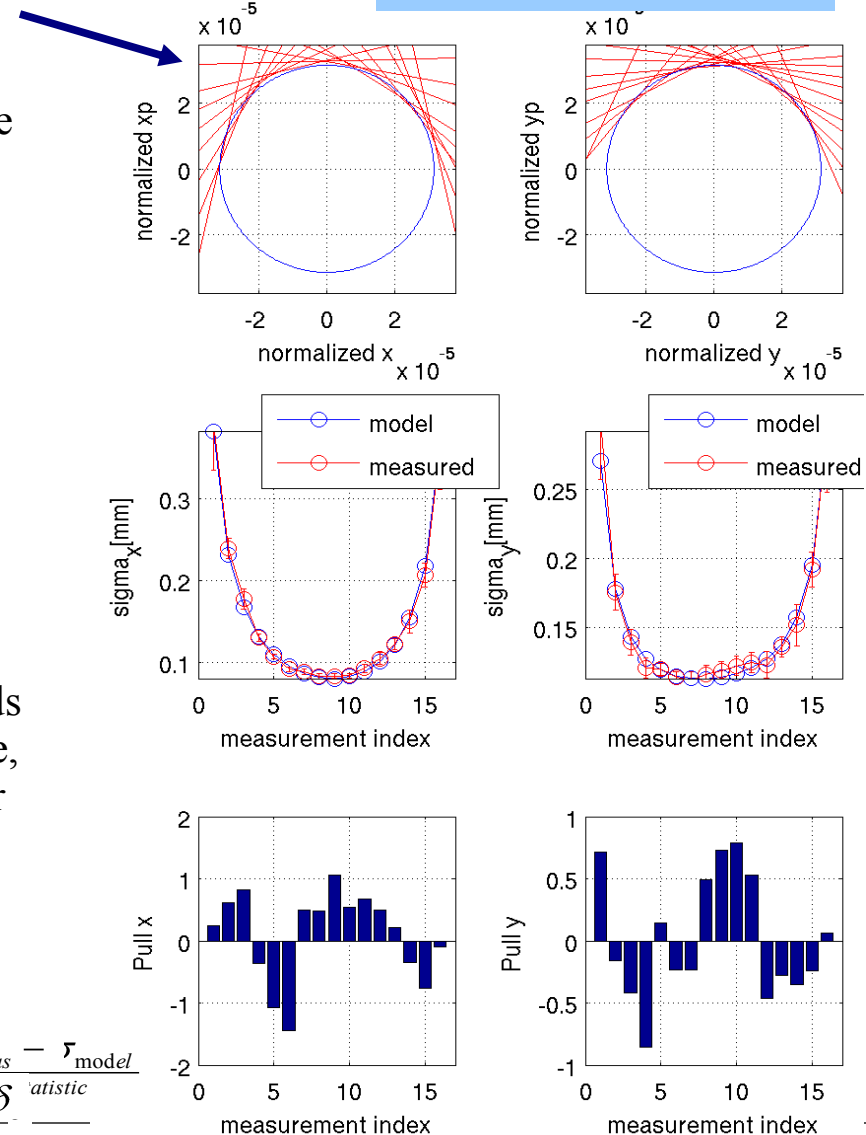 x 10^-5
x 10
e
2
0
-2
normalized xp
-2 0 2
normalized x
x 10^-5
2
0
-2
normalized yp
-2 0 2
normalized y
x 10^-5
model
measured
0.3
0.2
0.1
sigma_x[mm]
0 5 10 15
measurement index
model
measured
0.25
0.2
0.15
sigma_y[mm]
0 5 10 15
measurement index
ds
e,
r
2
1
0
-1
-2
Pull x
0 5 10 15
measurement index
1
0.5
0
-0.5
-1
Pull y
0 5 10 15
measurement index
as − model
atistic